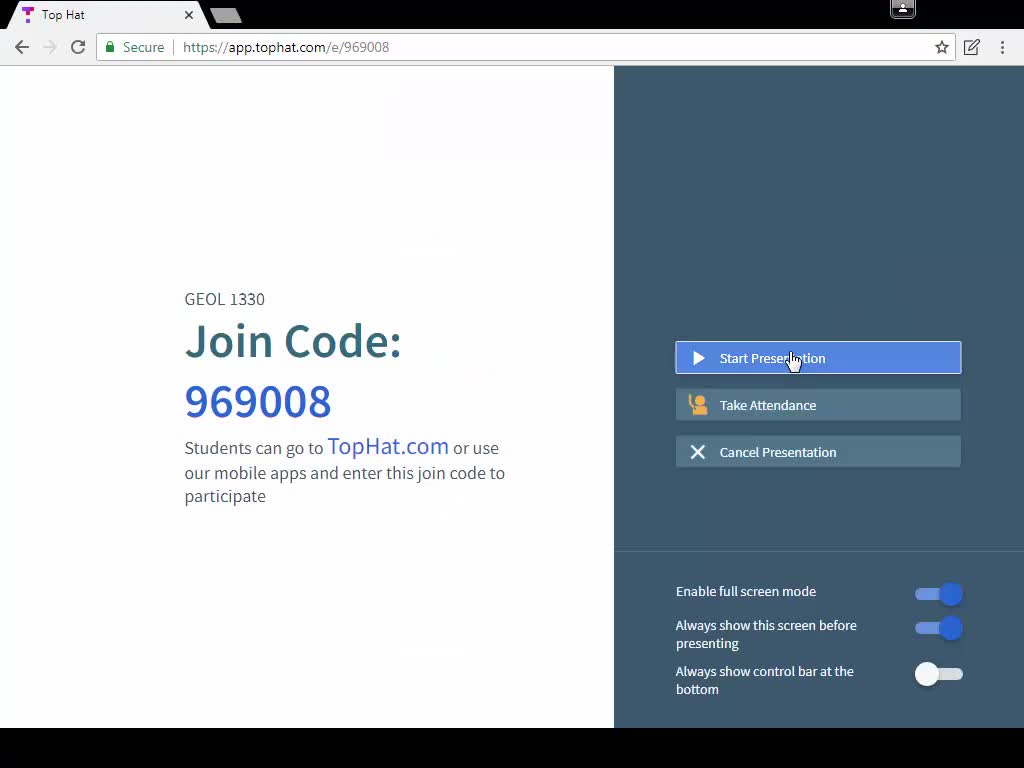 Top Hat
Secure
https://app.tophat.com/e/969008
GEOL 1330
Join Code:
969008
Students can go to TopHat.com or use
our mobile apps and enter this join code to
participate
Start Presentation
Take Attendance
Cancel Presentation
Enable full screen mode
Always show this screen before
presenting
Always show control bar at the
bottom